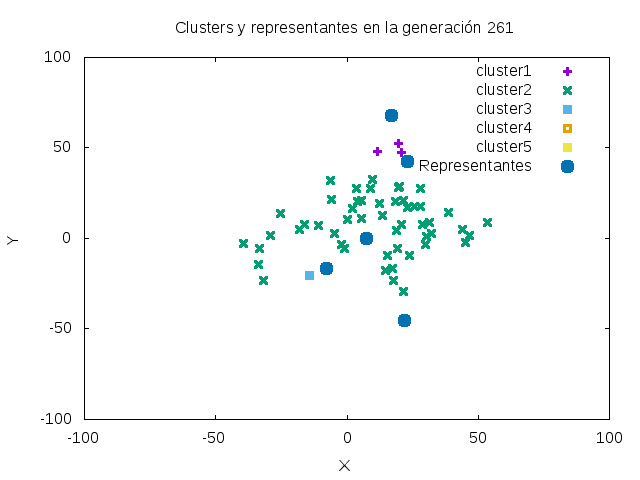 Clusters y representantes en la generación 261
cluster1
cluster2
cluster3
cluster4
cluster5
Representantes
100
50
0
-50
-100
Y
-100
-50
0
50
100
X